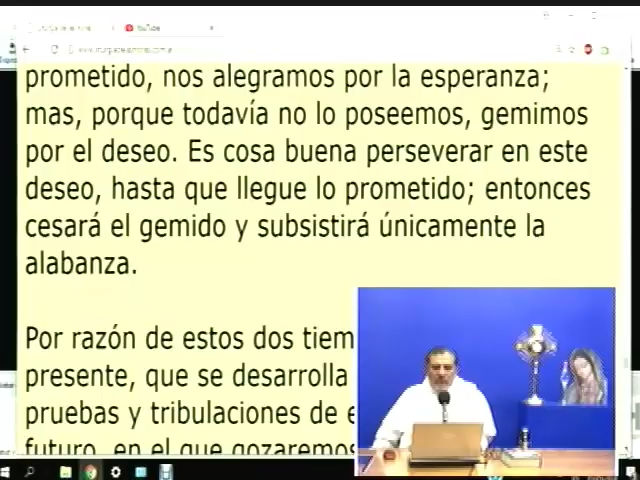 YouTube
prometido, nos alegramos por la esperanza;
mas, porque todavía no lo poseemos, gemimos
por el deseo. Es cosa buena perseverar en este
deseo, hasta que llegue lo prometido; entonces
cesará el gemido y subsistirá únicamente la
alabanza.
Por razón de estos dos tiem
presente, que se desarrolla
pruebas y tribulaciones de e
futuro, en el que gozaremos